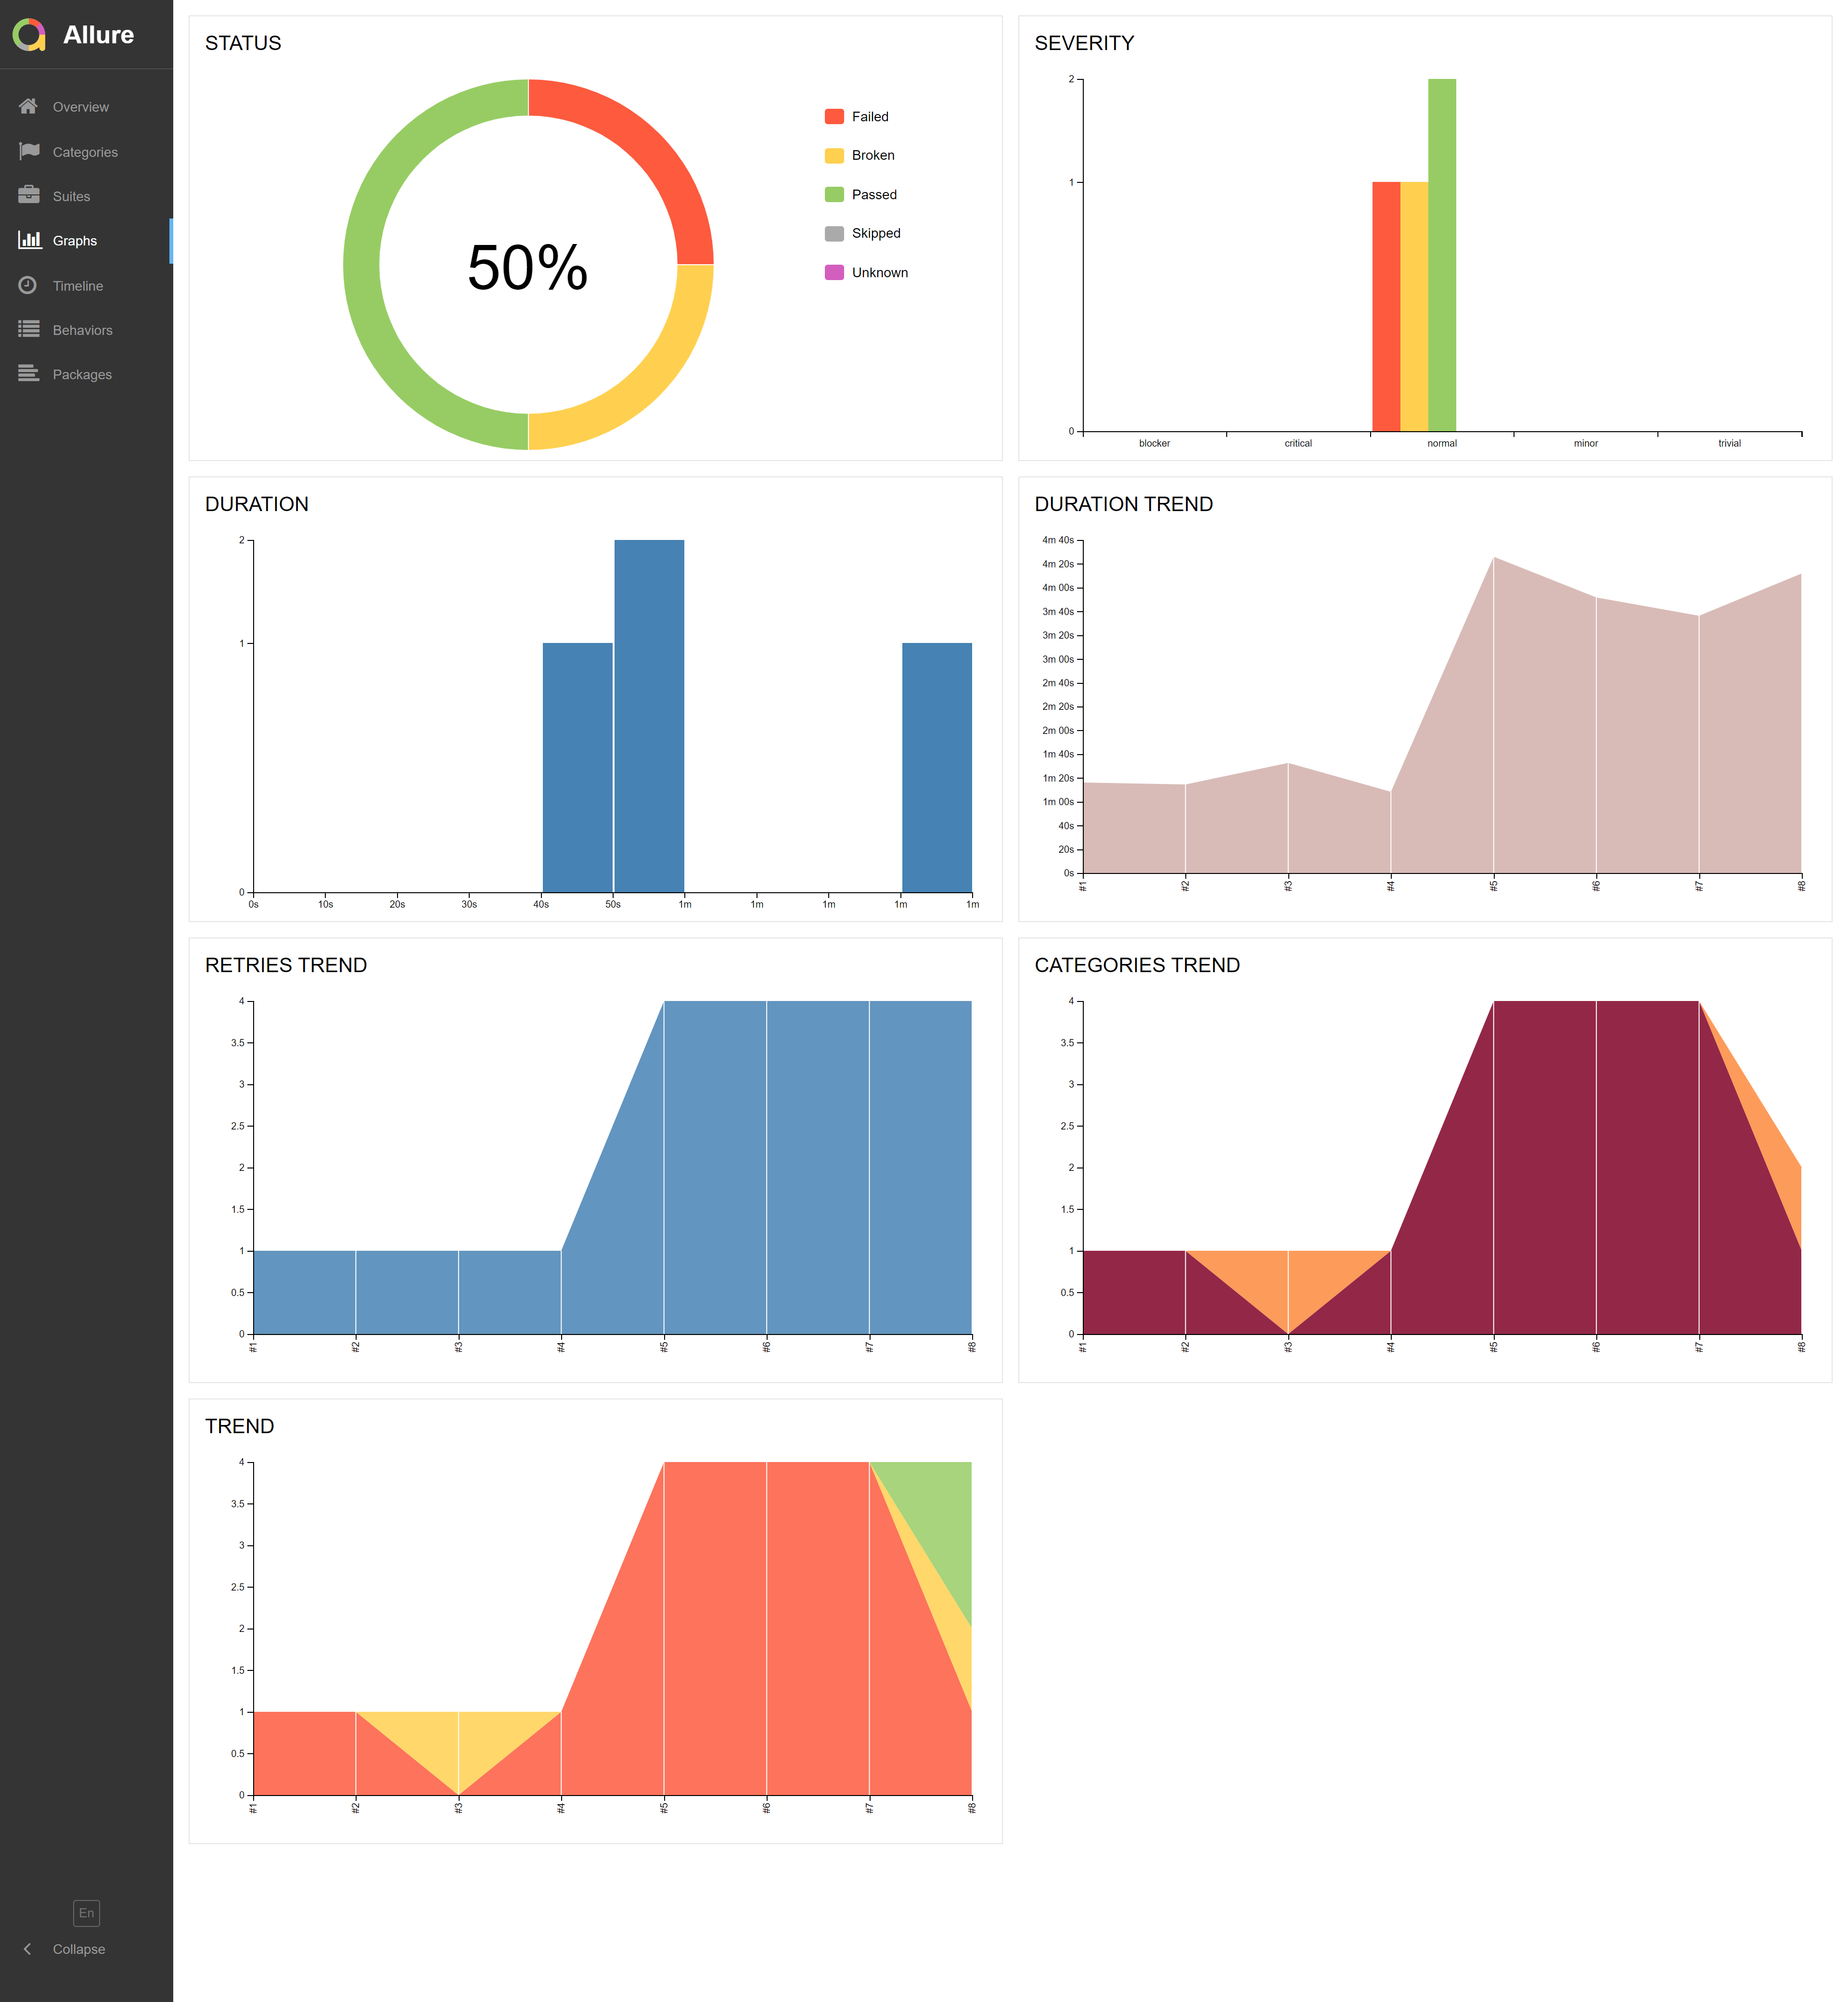 Allure
Overview
Categories
Suites
Graphs
Timeline
Behaviors
Packages
En
Collapse
STATUS
50%
Failed
Broken
Passed
Skipped
Unknown
SEVERITY
2
1
0
blocker critical normal minor trivial
DURATION
2
1
0
0s 10s 20s 30s 40s 50s 1m 1m 1m 1m 1m
DURATION TREND
4m 40s
4m 20s
4m 00s
3m 40s
3m 20s
3m 00s
2m 40s
2m 20s
2m 00s
1m 40s
1m 20s
1m 00s
40s
20s
0s
#1 #2 #3 #4 #5 #6 #7 #8
RETRIES TREND
4
3.5
3
2.5
2
1.5
1
0.5
0
#1 #2 #3 #4 #5 #6 #7 #8
CATEGORIES TREND
4
3.5
3
2.5
2
1.5
1
0.5
0
#1 #2 #3 #4 #5 #6 #7 #8
TREND
4
3.5
3
2.5
2
1.5
1
0.5
0
#1 #2 #3 #4 #5 #6 #7 #8